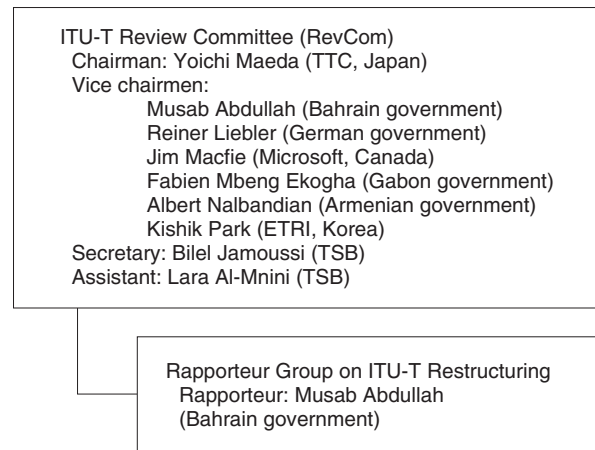 ITU-T Review Committee (RevCom)
Chairman: Yoichi Maeda (TTC, Japan)
Vice chairmen:
Musab Abdullah (Bahrain government)
Reiner Liebler (German government)
Jim Macfie (Microsoft, Canada)
Fabien Mbeng Ekogha (Gabon government)
Albert Nalbandian (Armenian government)
Kishik Park (ETRI, Korea)
Secretary: Bilel Jamoussi (TSB)
Assistant: Lara Al-Mnini (TSB)
Rapporteur Group on ITU-T Restructuring
Rapporteur: Musab Abdullah
(Bahrain government)